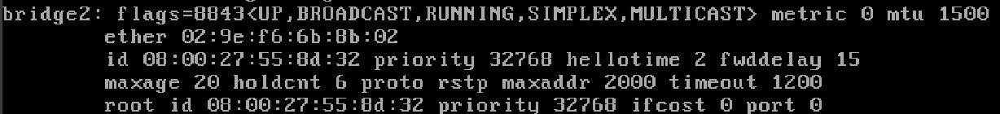 bridge2: flags=8843<UP,BROADCAST,RUNNING,SIMPLEX,MULTICAST> metric 0 mtu 1500
ether 02:9e:f6:6b:8b:02
id 08:00:27:55:8d:32 priority 32768 hellotime 2 fwddelay 15
maxage 20 holdcnt 6 proto rstp maxaddr 2000 timeout 1200
root id 08:00:27:55:8d:32 priority 32768 ifcost 0 port 0